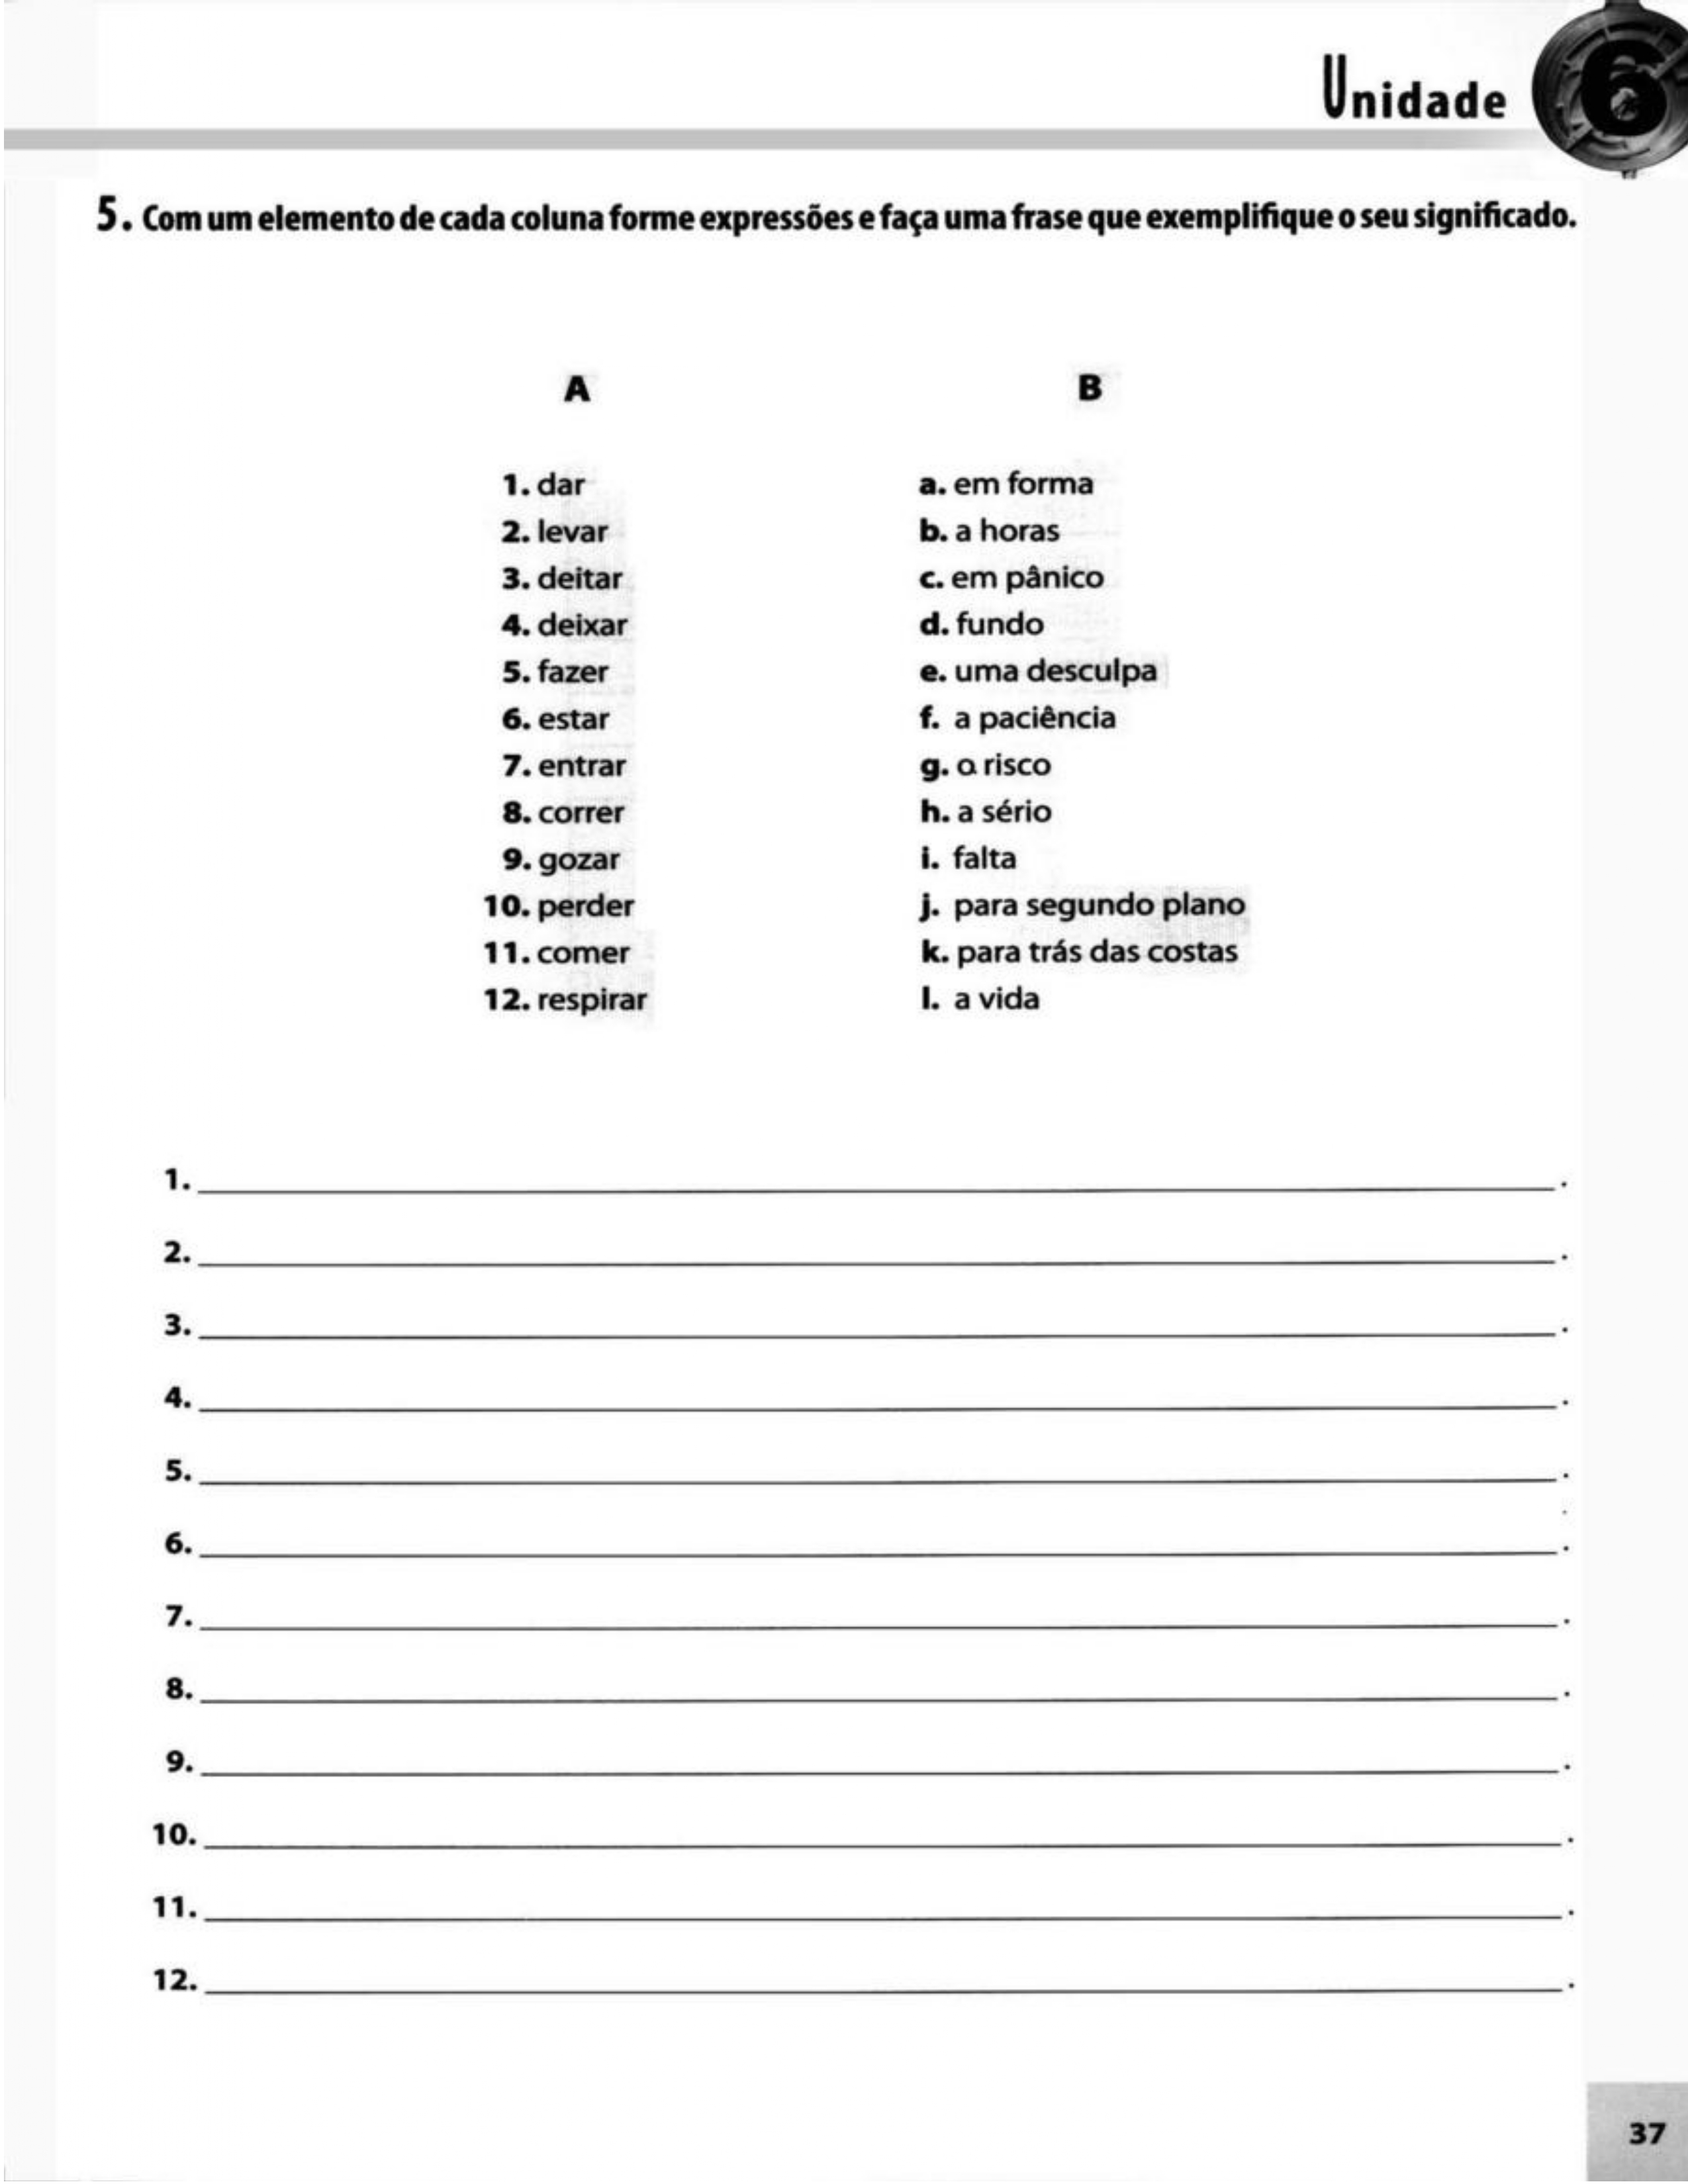 Unidade 6
5. Com um elemento de cada coluna forme expressões e faça uma frase que exemplifique o seu significado.
A B
1. dar a. em forma
2. levar b. a horas
3. deitar c. em pânico
4. deixar d. fundo
5. fazer e. uma desculpa
6. estar f. a paciência
7. entrar g. o risco
8. correr h. a sério
9. gozar i. falta
10. perder j. para segundo plano
11. comer k. para trás das costas
12. respirar l. a vida
1. .
2. .
3. .
4. .
5. .
6. .
7. .
8. .
9. .
10. .
11. .
12. .
37